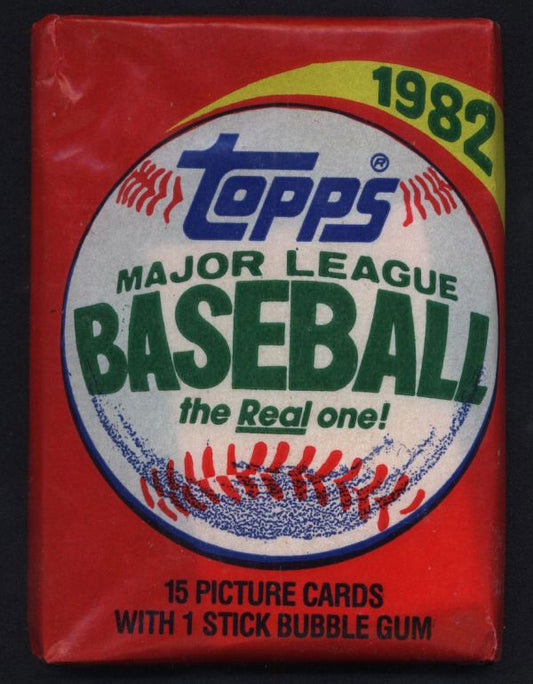 1982
topps®
MAJOR LEAGUE
BASEBALL
the Real one!
15 PICTURE CARDS
WITH 1 STICK BUBBLE GUM